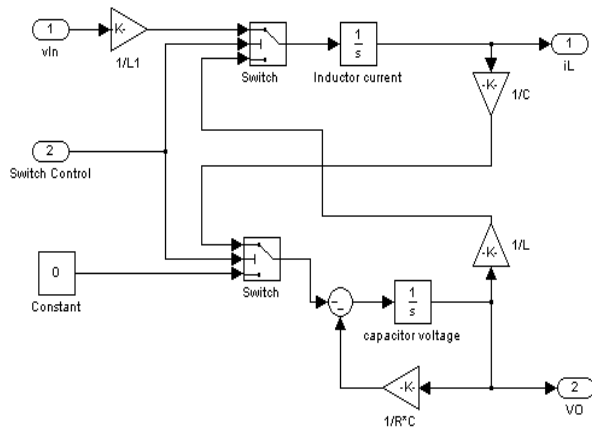 1
vIn
K-
1/L1
Switch
1
s
Inductor current
1
iL
-K-
1/C
2
Switch Control
0
Constant
Switch
1
s
capacitor voltage
-K-
1/L
-K-
1/R*C
2
VO